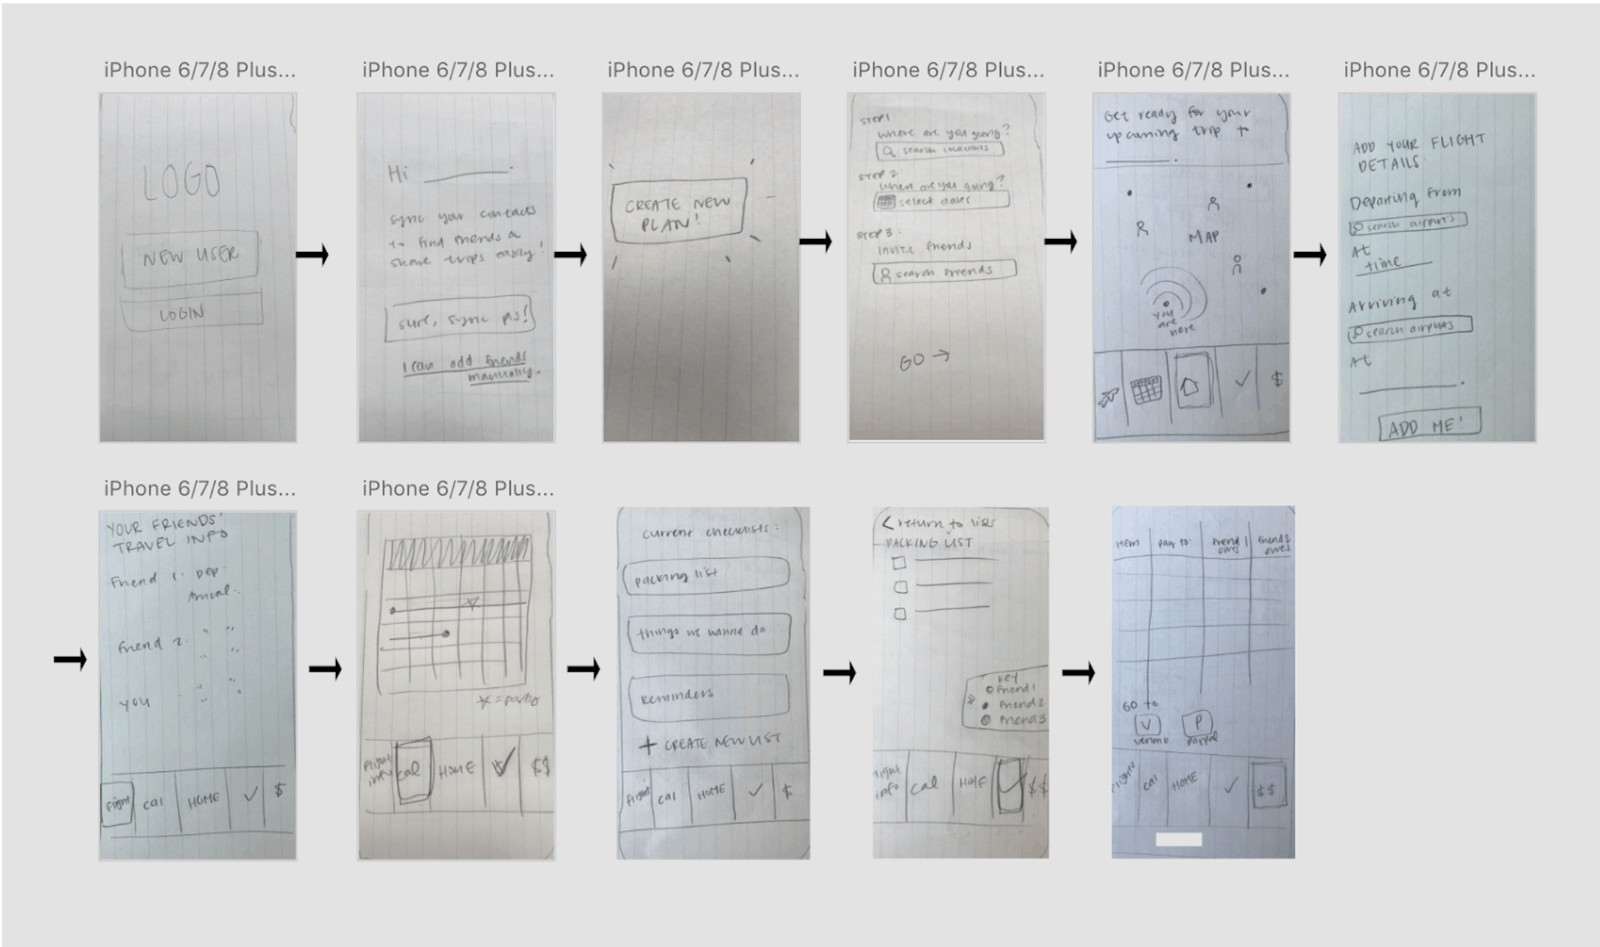 iPhone 6/7/8 Plus...
LOGO
NEW USER
LOGIN
iPhone 6/7/8 Plus...
Hi
sync your contacts
to find friends &
share trips easily!
sure, sync pls!
I can add friends
manually.
iPhone 6/7/8 Plus...
CREATE NEW
PLAN!
iPhone 6/7/8 Plus...
STEP 1
where are you going?
search locations
STEP 2
when are you going?
select dates
STEP 3:
Invite friends
search friends
GO →
iPhone 6/7/8 Plus...
Get ready for your
upcoming trip to
.
MAP
You
are
here
$
iPhone 6/7/8 Plus...
ADD YOUR FLIGHT
DETAILS:
Departing from
search airports
At
time
Arriving at
search airports
At
.
ADD ME!
iPhone 6/7/8 Plus...
YOUR FRIENDS'
TRAVEL INFO
Friend 1: Dep.
Arrival:
Friend 2: " "
" "
you " "
flight cal HOME ✓ $
iPhone 6/7/8 Plus...
= party
flight
info cal HOME ✓ $$
current checklists:
packing list
things we wanna do
Reminders
+ CREATE NEW LIST
flight cal HOME ✓ $
< return to lists
PACKING LIST
Key
Friend 1
Friend 2
Friend 3
flight
info cal HOME ✓ $$
item pay to: Friend 1
owes Friend 2
owes
GO to
V P
venmo paypal
flight cal HOME ✓ $$